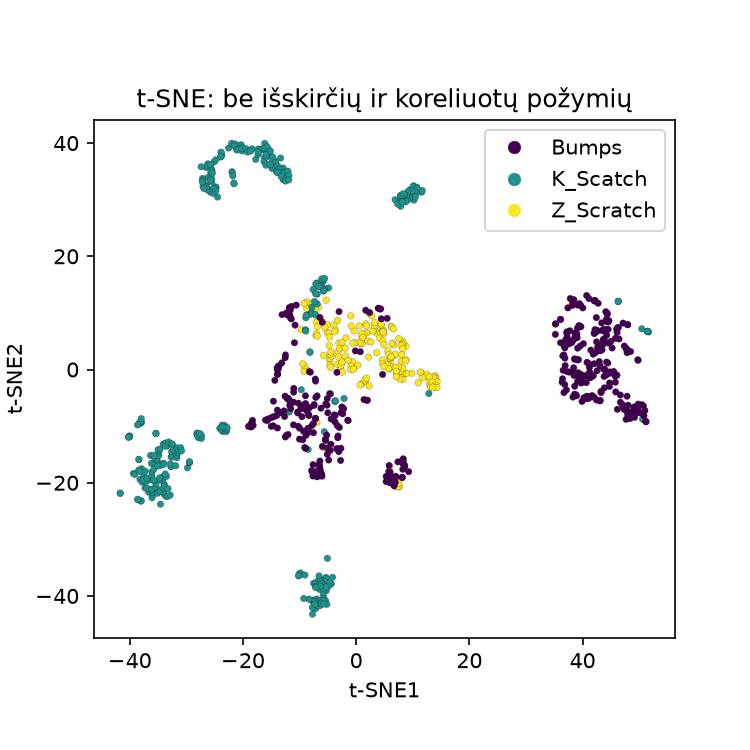 t-SNE: be išskirčių ir koreliuotų požymių
Bumps
K_Scatch
Z_Scratch
40
20
0
−20
−40
t-SNE2
−40
−20
0
20
40
t-SNE1